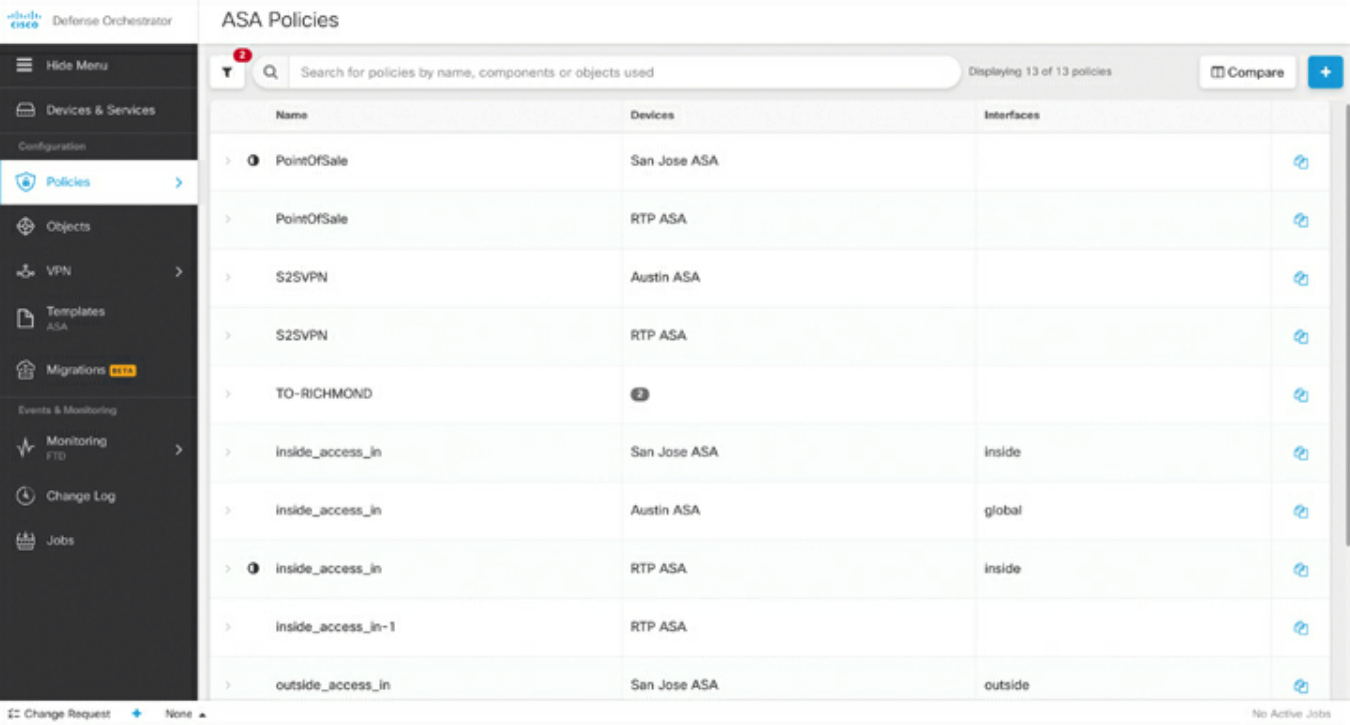 CISCO Defense Orchestrator
ASA Policies
Hide Menu
Devices & Services
Configuration
Policies
Objects
VPN
Templates
ASA
Migrations BETA
Events & Monitoring
Monitoring
FTD
Change Log
Jobs
2
Search for policies by name, components or objects used
Displaying 13 of 13 policies
Compare
+
Name Devices Interfaces
PointOfSale San Jose ASA
PointOfSale RTP ASA
S2SVPN Austin ASA
S2SVPN RTP ASA
TO-RICHMOND 2
inside_access_in San Jose ASA inside
inside_access_in Austin ASA global
inside_access_in RTP ASA inside
inside_access_in-1 RTP ASA
outside_access_in San Jose ASA outside
Change Request + None
No Active Jobs